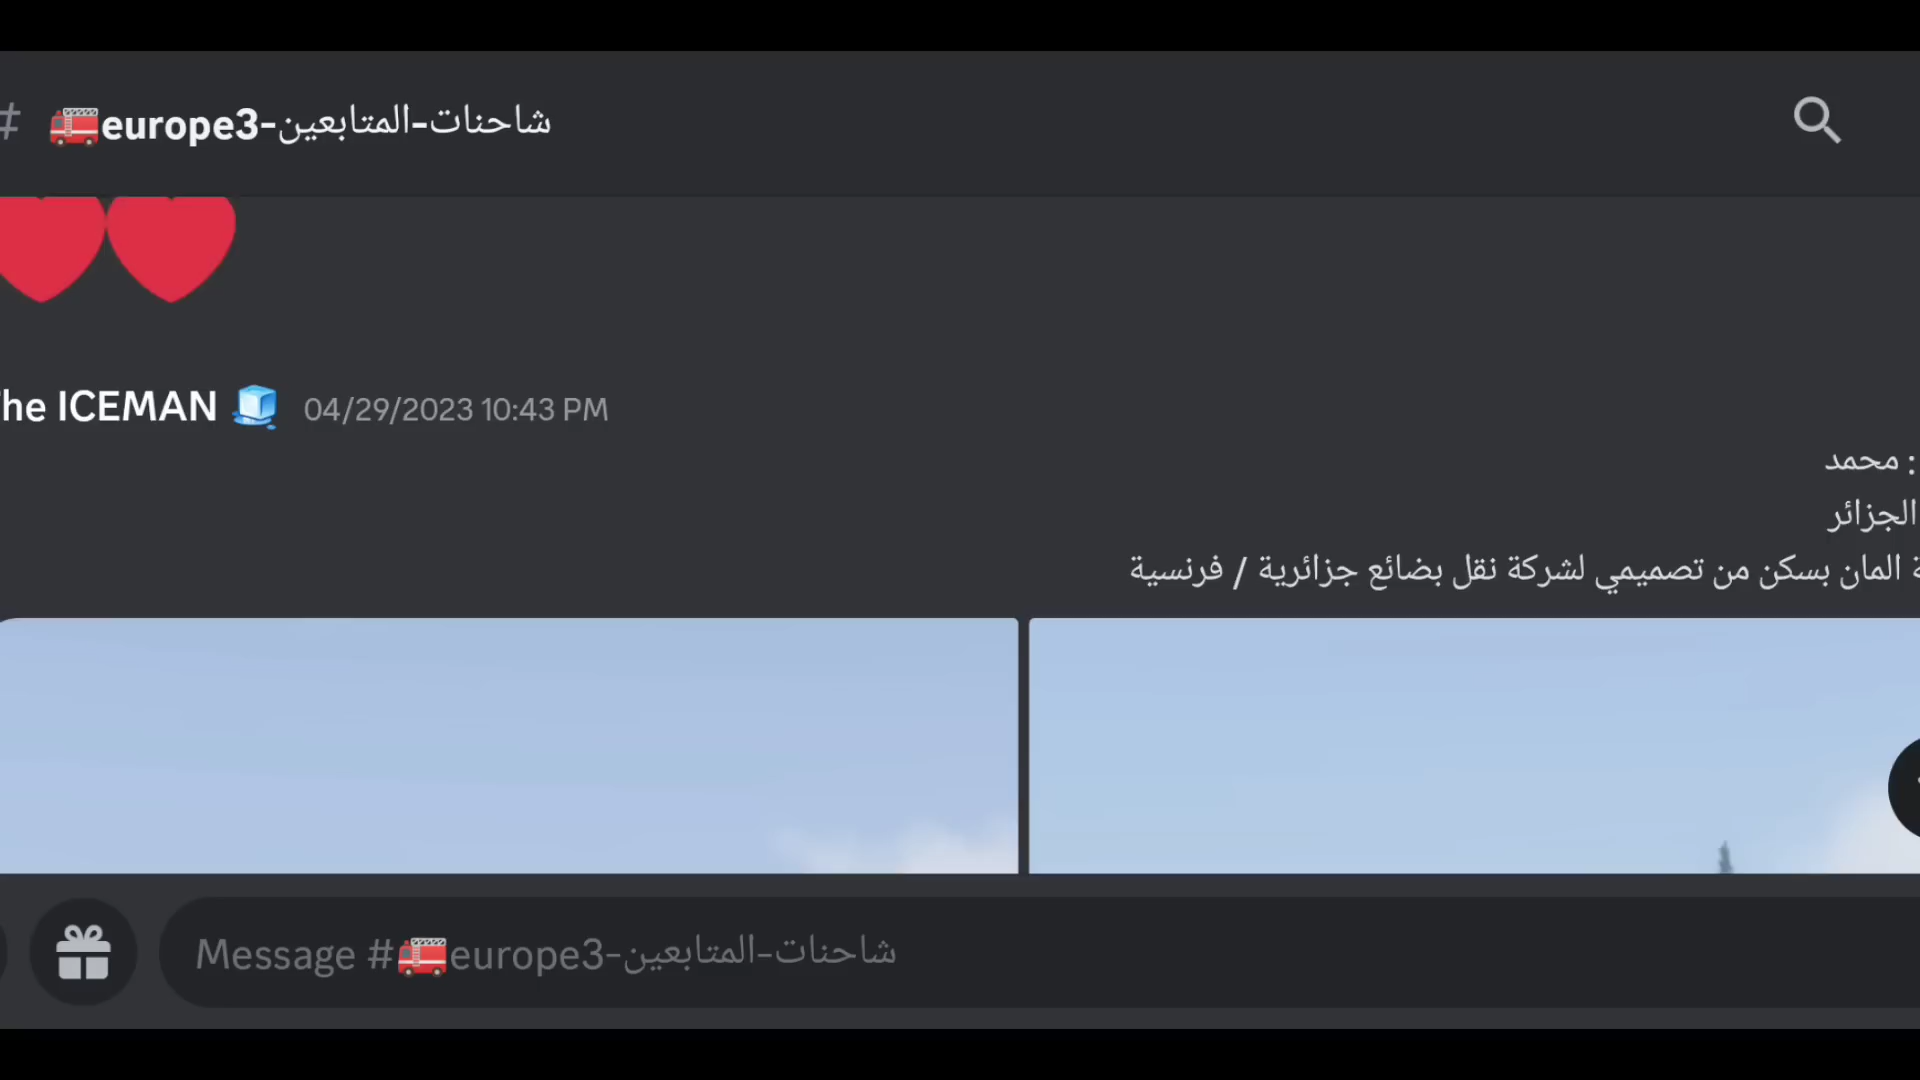 # 🚒europe3-شاحنات-المتابعين
The ICEMAN 🧊 04/29/2023 10:43 PM
: محمد
الجزائر
المان بسكن من تصميمي لشركة نقل بضائع جزائرية / فرنسية
Message #🚒europe3-شاحنات-المتابعين